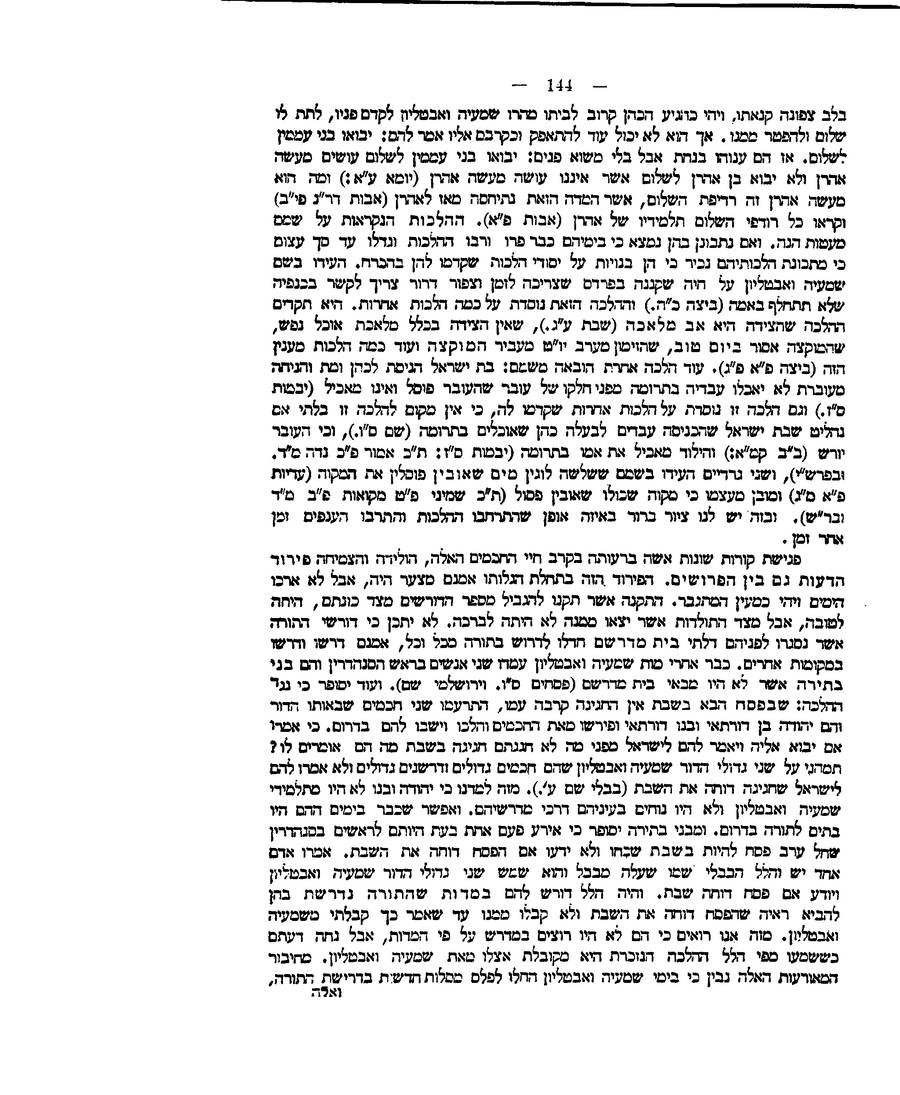 — 144 —
בלב צפונה קנאתו. ויהי כהגיע הכהן קרוב לביתו מהרו שמעיה ואבטליון לקדם פניו, לתת לו
שלום ולהפטר ממנו. אך הוא לא יכול עוד להתאפק ובקרבם אליו אמר להם: יבואו בני עממין
לשלום. אז הם ענוהו בנחת אבל בלי משוא פנים: יבואו בני עממין לשלום עושים מעשה
אהרן ולא יבוא בן אהרן לשלום אשר איננו עושה מעשה אהרן (יומא ע"א:) ומה הוא
מעשה אהרן זה רדיפת השלום, אשר המדה הזאת נתיחסה מאז לאהרן (אבות דר"נ פי"ב)
וקראו כל רודפי השלום תלמידיו של אהרן (אבות פ"א). ההלכות הנקראות על שמם
מעטות הנה. ואם נתבונן בהן נמצא כי בימיהם כבר פרו ורבו ההלכות וגדלו עד סך עצום
כי מתכונת הלכותיהם נכיר כי הן בנויות על יסודי הלכות שקדמו להן בהכרח. העידו בשם
שמעיה ואבטליון על חיה שקננה בפרדם שצריכה לזמן וצפור דרור צריך לקשר בכנפיה
שלא תתחלף באמה (ביצה כ"ה.) וההלכה הזאת נוסדת על כמה הלכות אחרות. היא תקדים
ההלכה שהצידה היא אב מלאכה (שבת ע"ג.), שאין הצידה בכלל מלאכת אוכל נפש,
שהמוקצה אסור ביום טוב, שהזימון מערב יו"ט מעביר המוקצה ועוד כמה הלכות מענין
הזה (ביצה פ"א פ"ג). עוד הלכה אחרת הובאה משמם: בת ישראל הניסת לכהן ומת והניחה
מעוברת לא יאכלו עבדיה בתרומה מפני חלקו של עובר שהעובר פוסל ואינו מאכיל (יבמות
ס"ז.) וגם הלכה זו נוסדת על הלכות אחרות שקדמו לה, כי אין מקום להלכה זו בלתי אם
נחליט שבת ישראל שהכניסה עבדים לבעלה כהן שאוכלים בתרומה (שם ס"ו.), וכי העובר
יורש (ב"ב קמ"א:) והילוד מאכיל את אמו בתרומה (יבמות ס"ז: ת"כ אמור פ"כ נדה מ"ד.
ובפרש"י), ושני גרדיים העידו בשמם ששלשה לוגין מים שאובין פוסלין את המקוה (עדיות
פ"א מ"ג) ומובן מעצמו כי מקוה שכולו שאובין פסול (ת"כ שמיני פ"ט מקואות פ"ב מ"ד
ובר"ש). ובזה יש לנו ציור ברור באיזה אופן שהתרחבו ההלכות והתרבו הענפים זמן
אחר זמן.
פגישת קורות שונות אשה ברעותה בקרב חיי החכמים האלה, הולידה והצמיחה פירוד
הדעות גם בין הפרושים. הפירוד הזה בתחלת הגלותו אמנם מצער היה, אבל לא ארכו
הימים ויהי כמעין המתגבר. התקנה אשר תקנו להגביל מספר הדורשים מצד כונתם, היתה
לטובה, אבל מצד התולדות אשר יצאו ממנה לא היתה לברכה. לא יתכן כי דורשי התורה
אשר נסגרו לפניהם דלתי בית מדרשם חדלו לדרוש בתורה מכל וכל, אמנם דרשו ודרשו
במקומות אחרים. כבר אחרי מות שמעיה ואבטליון עמדו שני אנשים בראש הסנהדרין והם בני
בתירה אשר לא היו מבאי בית מדרשם (פסחים ס"ו. וירושלמי שם). ועוד יסופר כי נגד
ההלכה: שבפסח הבא בשבת אין החגיגה קרבה עמו, התרעמו שני חכמים שבאותו הדור
והם יהודה בן דורתאי ובנו דורתאי ופירשו מאת החכמים והלכו וישבו להם בדרום. כי אמרו
אם יבוא אליה ויאמר להם לישראל מפני מה לא חגגתם חגיגה בשבת מה הם אומרים לו?
תמהני על שני גדולי הדור שמעיה ואבטליון שהם חכמים גדולים ודרשנים גדולים ולא אמרו להם
לישראל שחגיגה דוחה את השבת (בבלי שם ע'.). מזה למדנו כי יהודה ובנו לא היו מתלמידי
שמעיה ואבטליון ולא היו נוחים בעיניהם דרכי מדרשיהם. ואפשר שכבר בימים ההם היו
בתים לתורה בדרום. ומבני בתירה יסופר כי אירע פעם אחת בעת היותם לראשים בסנהדרין
שחל ערב פסח להיות בשבת שכחו ולא ידעו אם הפסח דוחה את השבת. אמרו אדם
אחד יש והלל הבבלי שמו שעלה מבבל והוא שמש שני גדולי הדור שמעיה ואבטליון
ויודע אם פסח דוחה שבת. והיה הלל דורש להם במדות שהתורה נדרשת בהן
להביא ראיה שהפסח דוחה את השבת ולא קבלו ממנו עד שאמר כך קבלתי משמעיה
ואבטליון. מזה אנו רואים כי הם לא היו רוצים במדרש על פי המדות, אבל נחה דעתם
כששמעו מפי הלל ההלכה הנזכרת היא מקובלת אצלו מאת שמעיה ואבטליון. מחיבור
המאורעות האלה נבין כי בימי שמעיה ואבטליון החלו לפלס מסלות חדשות בדרישת התורה,
ואלה